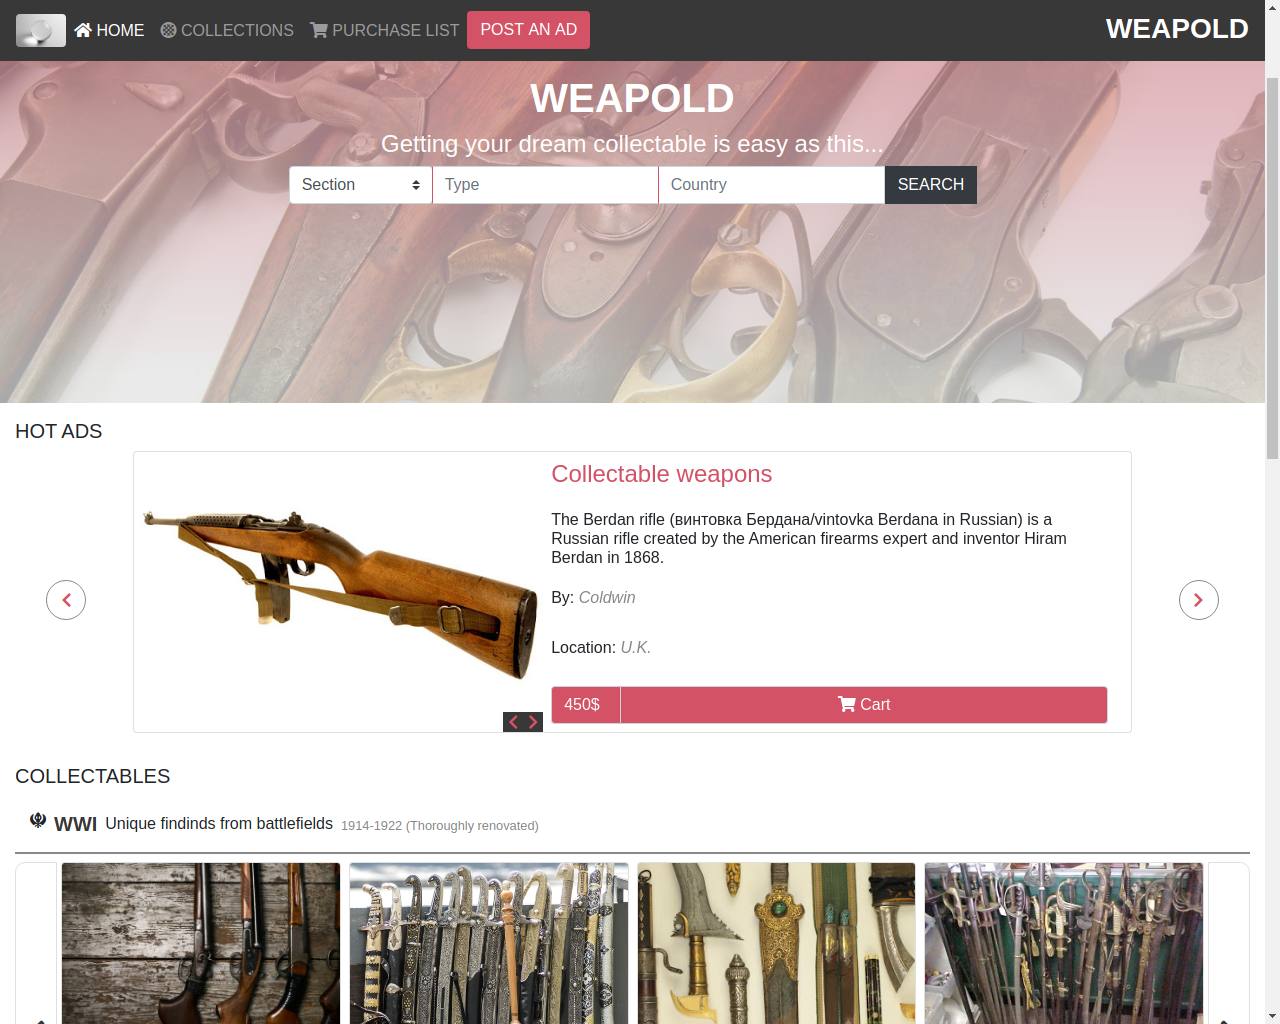 HOME COLLECTIONS PURCHASE LIST POST AN AD WEAPOLD
WEAPOLD
Getting your dream collectable is easy as this...
Section Type Country SEARCH
HOT ADS
Collectable weapons
The Berdan rifle (винтовка Бердана/vintovka Berdana in Russian) is a
Russian rifle created by the American firearms expert and inventor Hiram
Berdan in 1868.
By: Coldwin
Location: U.K.
450$ Cart
COLLECTABLES
WWI Unique findinds from battlefields 1914-1922 (Thoroughly renovated)